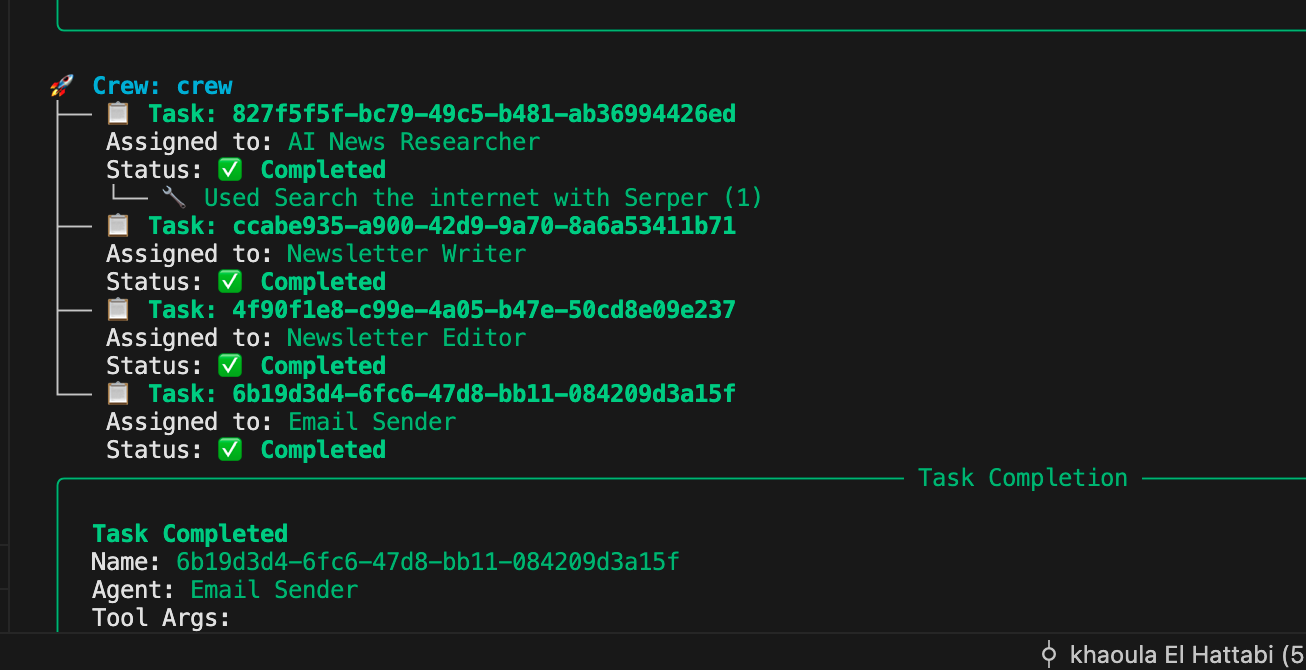 🚀 Crew: crew
├── 📋 Task: 827f5f5f-bc79-49c5-b481-ab36994426ed
Assigned to: AI News Researcher
Status: ✅ Completed
└── 🔧 Used Search the internet with Serper (1)
├── 📋 Task: ccabe935-a900-42d9-9a70-8a6a53411b71
Assigned to: Newsletter Writer
Status: ✅ Completed
├── 📋 Task: 4f90f1e8-c99e-4a05-b47e-50cd8e09e237
Assigned to: Newsletter Editor
Status: ✅ Completed
└── 📋 Task: 6b19d3d4-6fc6-47d8-bb11-084209d3a15f
Assigned to: Email Sender
Status: ✅ Completed
Task Completion
Task Completed
Name: 6b19d3d4-6fc6-47d8-bb11-084209d3a15f
Agent: Email Sender
Tool Args:
khaoula El Hattabi (5